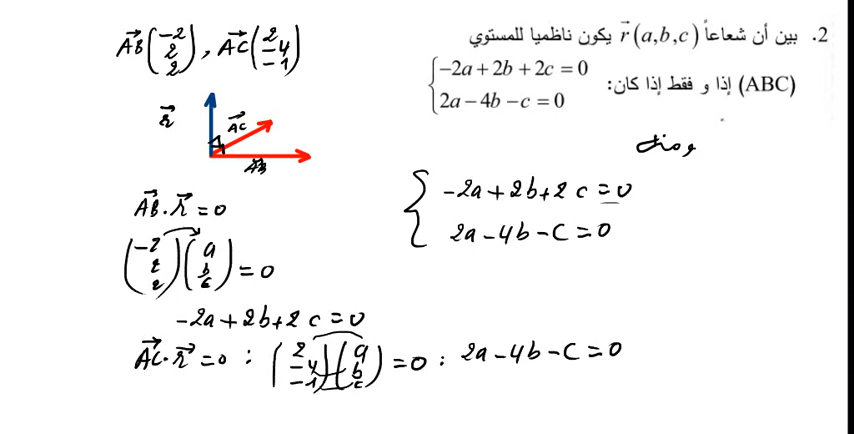 2. بين أن شعاعاً r⃗(a,b,c) يكون ناظميا للمستوي
(ABC) إذا و فقط إذا كان: {−2a+2b+2c=0
2a−4b−c=0
ومنه
{ -2a+2b+2c=0
2a-4b-c=0
AB⃗(-2 2 2), AC⃗(2 -4 -1)
r⃗
AC⃗
AB⃗
AB⃗.r⃗=0
(-2 2 2)(a b c)=0
-2a+2b+2c=0
AC⃗.r⃗=0 : (2 -4 -1)(a b c)=0 : 2a-4b-c=0